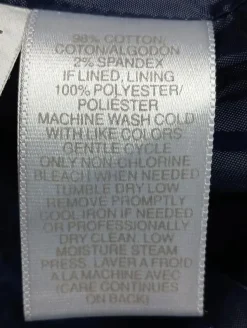 98% COTTON/
COTON/ALGODON
2% SPANDEX
IF LINED, LINING
100% POLYESTER/
POLIÉSTER
MACHINE WASH COLD
WITH LIKE COLORS
GENTLE CYCLE
ONLY NON-CHLORINE
BLEACH WHEN NEEDED
TUMBLE DRY LOW
REMOVE PROMPTLY
COOL IRON IF NEEDED
OR PROFESSIONALLY
DRY CLEAN, LOW
MOISTURE STEAM
PRESS. LAVER A FROID
A LA MACHINE AVEC
(CARE CONTINUES
ON BACK)